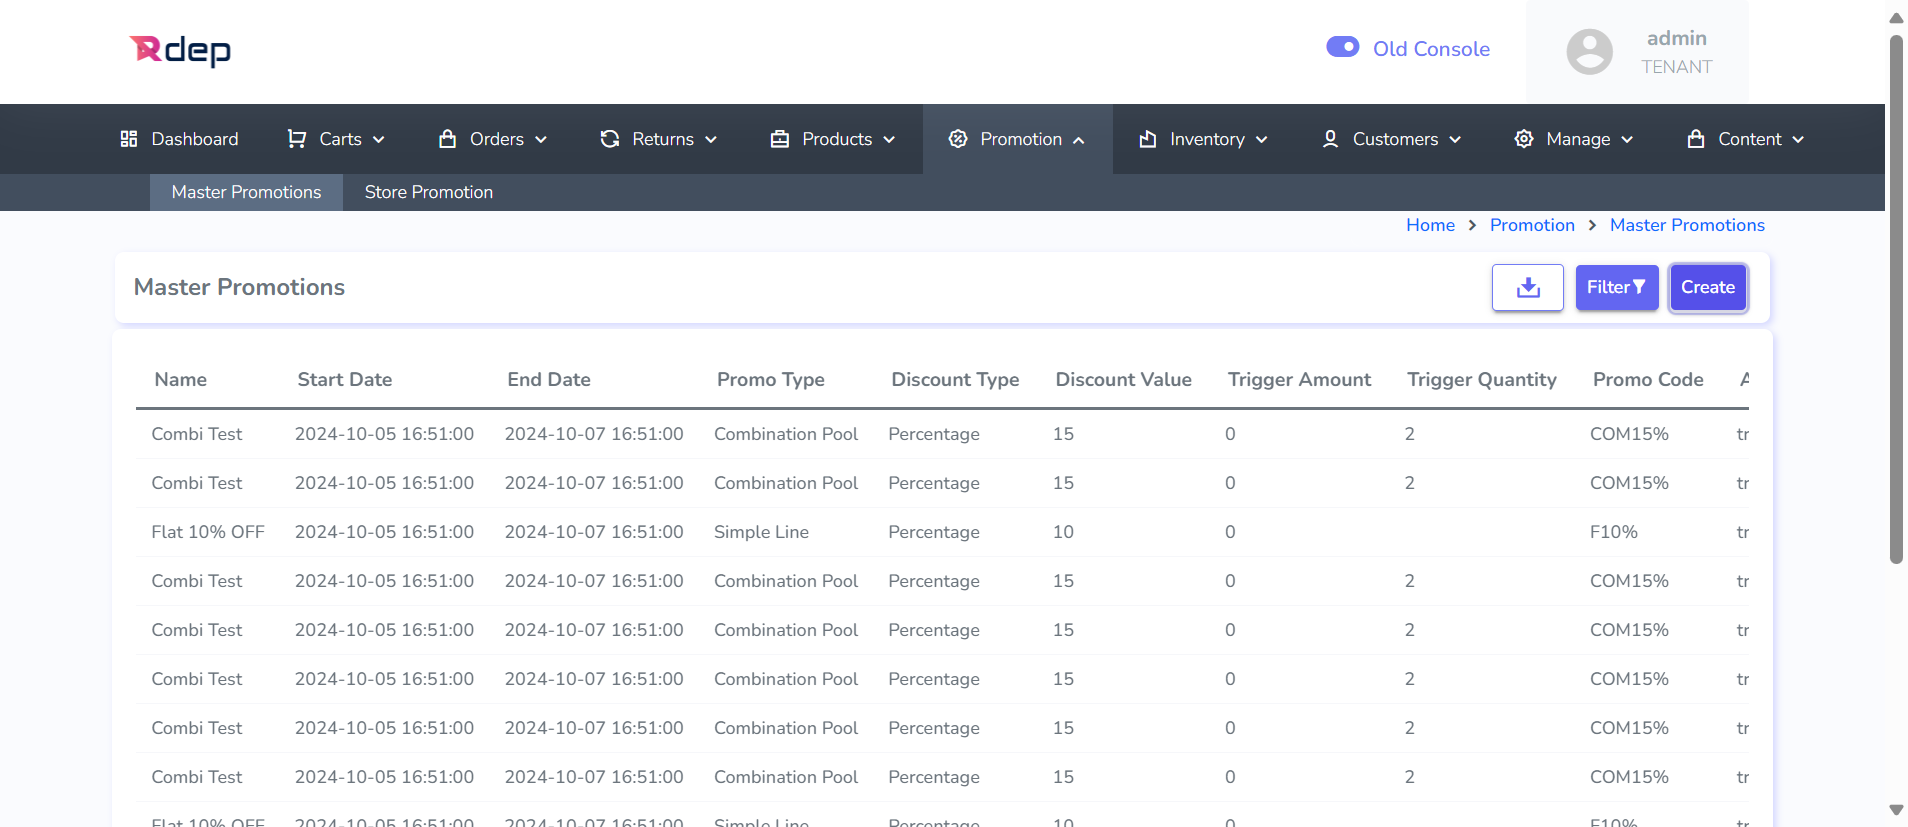 Rdep
Old Console
admin
TENANT
Dashboard Carts Orders Returns Products Promotion Inventory Customers Manage Content
Master Promotions Store Promotion
Home > Promotion > Master Promotions
Master Promotions
Filter Create
Name Start Date End Date Promo Type Discount Type Discount Value Trigger Amount Trigger Quantity Promo Code
Combi Test 2024-10-05 16:51:00 2024-10-07 16:51:00 Combination Pool Percentage 15 0 2 COM15% tr
Combi Test 2024-10-05 16:51:00 2024-10-07 16:51:00 Combination Pool Percentage 15 0 2 COM15% tr
Flat 10% OFF 2024-10-05 16:51:00 2024-10-07 16:51:00 Simple Line Percentage 10 0 F10% tr
Combi Test 2024-10-05 16:51:00 2024-10-07 16:51:00 Combination Pool Percentage 15 0 2 COM15% tr
Combi Test 2024-10-05 16:51:00 2024-10-07 16:51:00 Combination Pool Percentage 15 0 2 COM15% tr
Combi Test 2024-10-05 16:51:00 2024-10-07 16:51:00 Combination Pool Percentage 15 0 2 COM15% tr
Combi Test 2024-10-05 16:51:00 2024-10-07 16:51:00 Combination Pool Percentage 15 0 2 COM15% tr
Combi Test 2024-10-05 16:51:00 2024-10-07 16:51:00 Combination Pool Percentage 15 0 2 COM15% tr
Flat 10% OFF 2024-10-05 16:51:00 2024-10-07 16:51:00 Simple Line Percentage 10 0 F10% tr